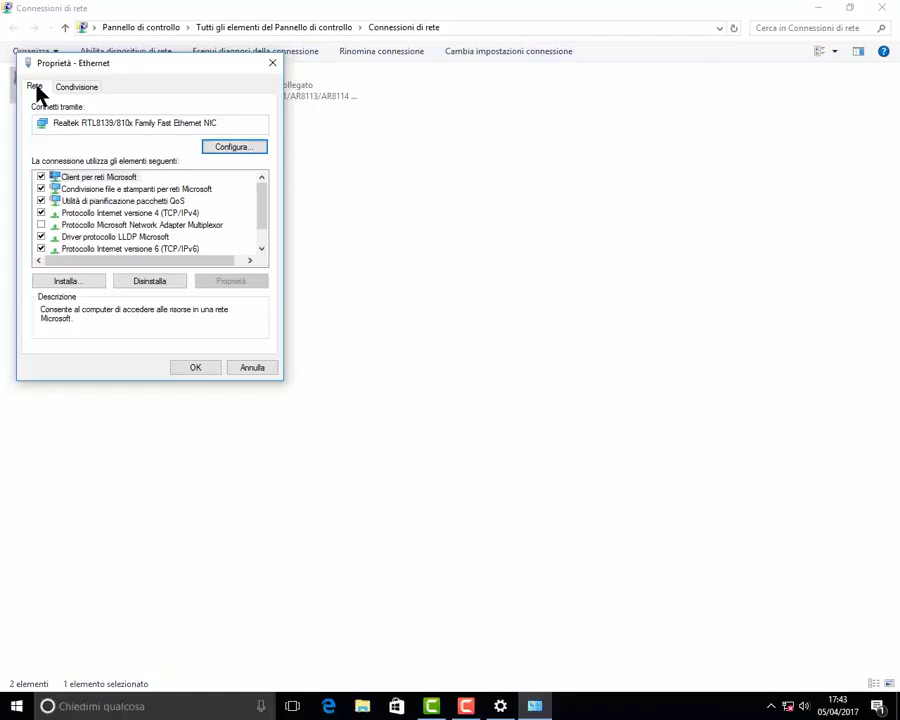 Connessioni di rete
Pannello di controllo
Tutti gli elementi del Pannello di controllo
Connessioni di rete
Cerca in Connessioni di rete
Organizza
Abilita dispositivo di rete
Esegui diagnosi della connessione
Rinomina connessione
Cambia impostazioni connessione
Proprietà - Ethernet
Rete
Condivisione
Connetti tramite:
Realtek RTL8139/810x Family Fast Ethernet NIC
Configura...
La connessione utilizza gli elementi seguenti:
Client per reti Microsoft
Condivisione file e stampanti per reti Microsoft
Utilità di pianificazione pacchetti QoS
Protocollo Internet versione 4 (TCP/IPv4)
Protocollo Microsoft Network Adapter Multiplexor
Driver protocollo LLDP Microsoft
Protocollo Internet versione 6 (TCP/IPv6)
Installa...
Disinstalla
Proprietà
Descrizione
Consente al computer di accedere alle risorse in una rete
Microsoft.
OK
Annulla
ollegato
1/AR8113/AR8114 ...
2 elementi
1 elemento selezionato
Chiedimi qualcosa
17:43
05/04/2017